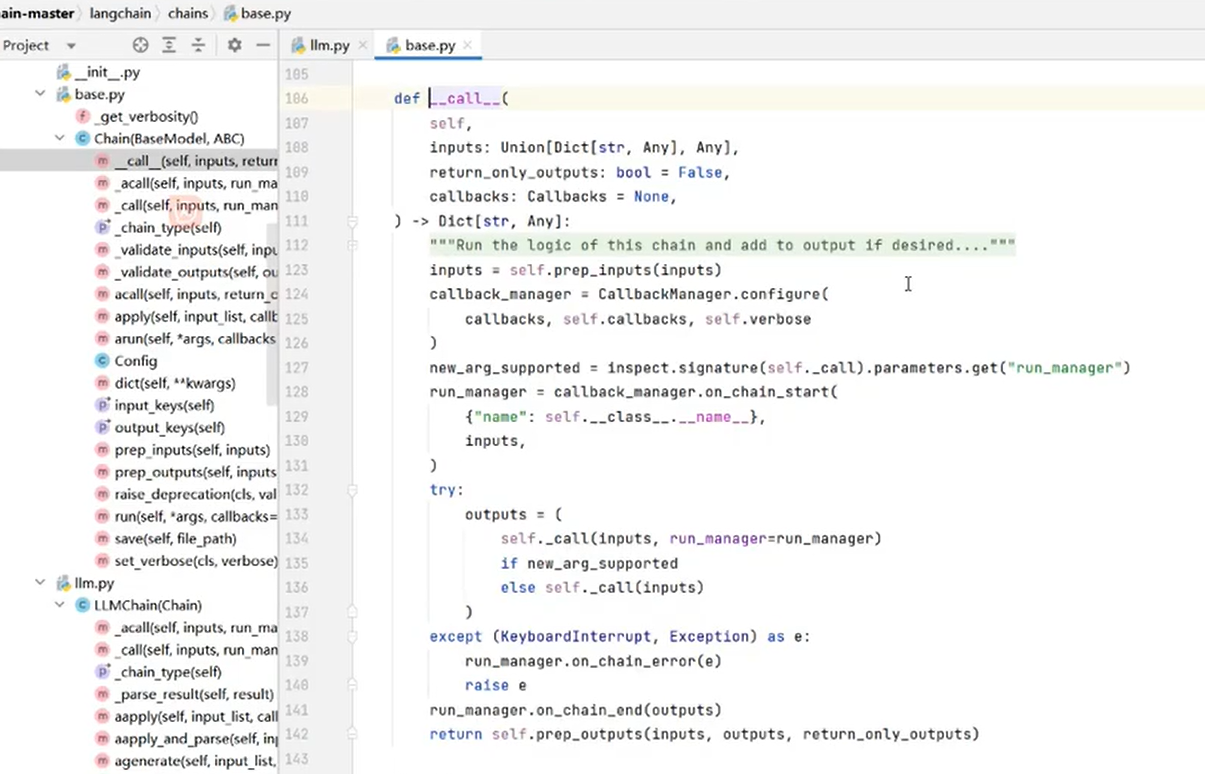 ain-master langchain chains base.py
Project
llm.py
base.py
__init__.py
base.py
_get_verbosity()
Chain(BaseModel, ABC)
__call__(self, inputs, return
_acall(self, inputs, run_ma
_call(self, inputs, run_man
_chain_type(self)
_validate_inputs(self, inpu
_validate_outputs(self, ou
acall(self, inputs, return_o
apply(self, input_list, callb
arun(self, *args, callbacks
Config
dict(self, **kwargs)
input_keys(self)
output_keys(self)
prep_inputs(self, inputs)
prep_outputs(self, inputs
raise_deprecation(cls, val
run(self, *args, callbacks=
save(self, file_path)
set_verbose(cls, verbose)
llm.py
LLMChain(Chain)
_acall(self, inputs, run_ma
_call(self, inputs, run_man
_chain_type(self)
_parse_result(self, result)
aapply(self, input_list, call
aapply_and_parse(self, in
agenerate(self, input_list,
105
106 def __call__(
107 self,
108 inputs: Union[Dict[str, Any], Any],
109 return_only_outputs: bool = False,
110 callbacks: Callbacks = None,
111 ) -> Dict[str, Any]:
112 """Run the logic of this chain and add to output if desired...."""
123 inputs = self.prep_inputs(inputs)
124 callback_manager = CallbackManager.configure(
125 callbacks, self.callbacks, self.verbose
126 )
127 new_arg_supported = inspect.signature(self._call).parameters.get("run_manager")
128 run_manager = callback_manager.on_chain_start(
129 {"name": self.__class__.__name__},
130 inputs,
131 )
132 try:
133 outputs = (
134 self._call(inputs, run_manager=run_manager)
135 if new_arg_supported
136 else self._call(inputs)
137 )
138 except (KeyboardInterrupt, Exception) as e:
139 run_manager.on_chain_error(e)
140 raise e
141 run_manager.on_chain_end(outputs)
142 return self.prep_outputs(inputs, outputs, return_only_outputs)
143